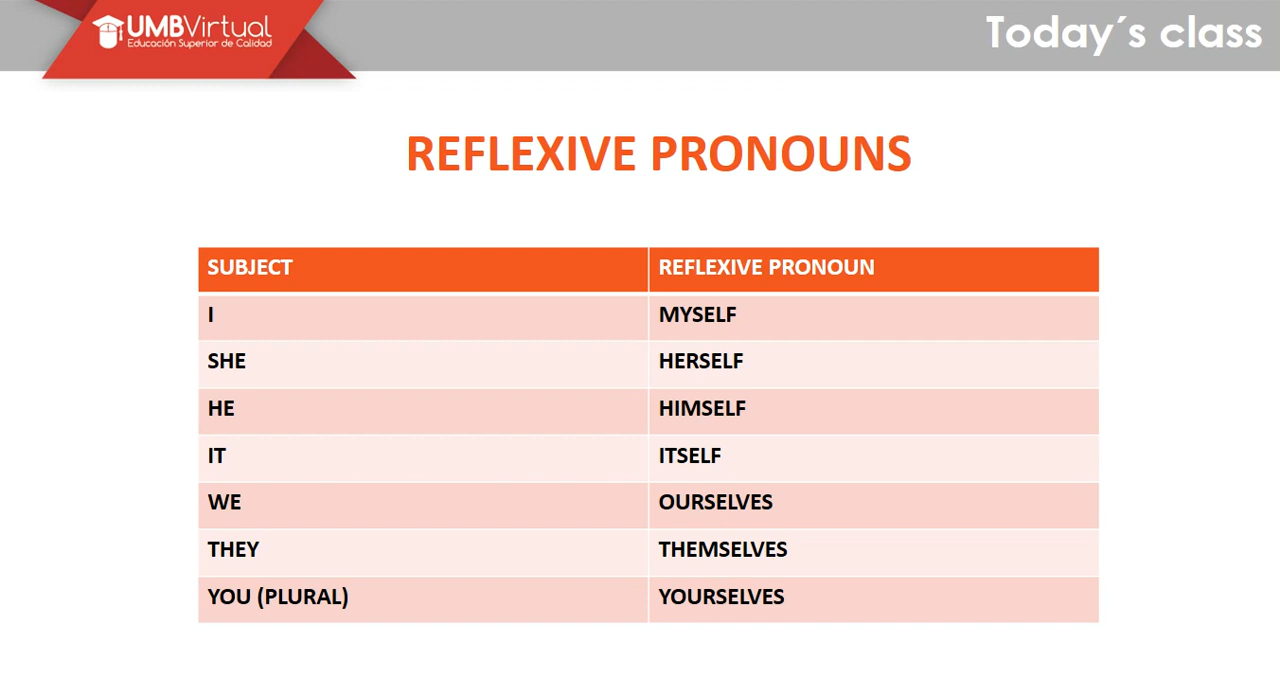 UMBVirtual
Educación Superior de Calidad
Today´s class
REFLEXIVE PRONOUNS
SUBJECT REFLEXIVE PRONOUN
I MYSELF
SHE HERSELF
HE HIMSELF
IT ITSELF
WE OURSELVES
THEY THEMSELVES
YOU (PLURAL) YOURSELVES